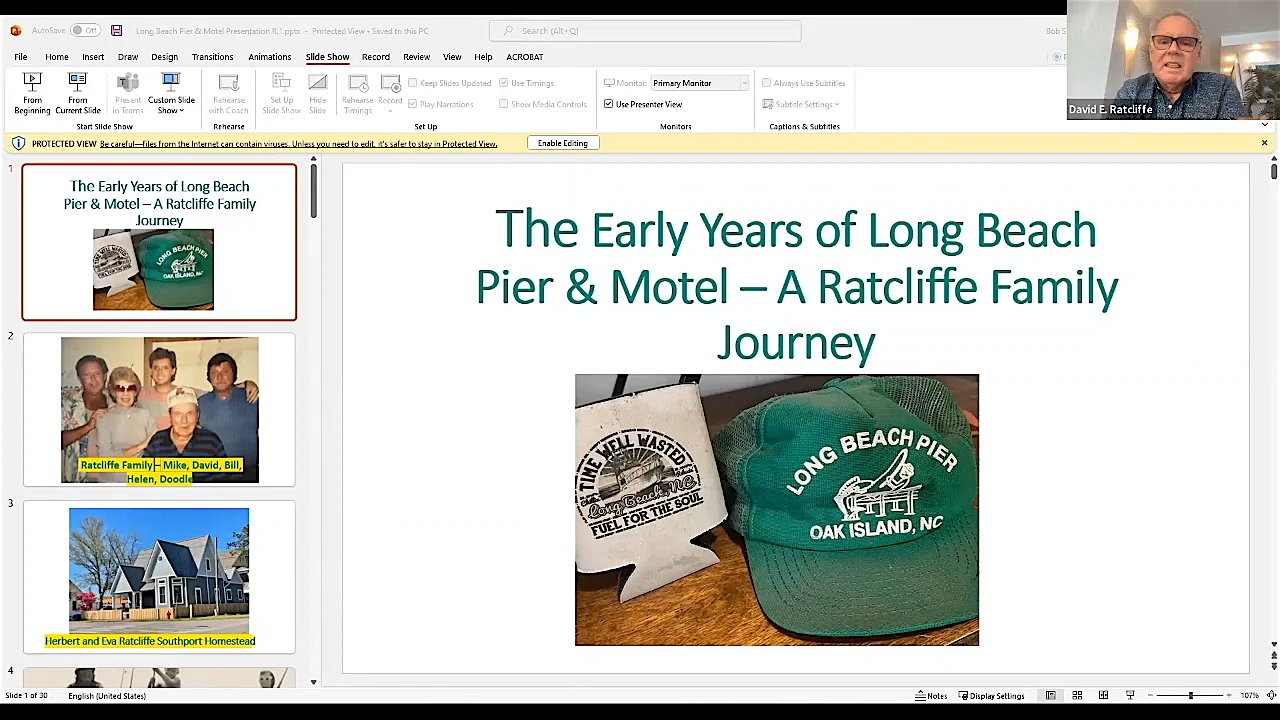 AutoSave
Off
Long Beach Pier & Motel Presentation R.1.pptx - Protected View • Saved to this PC
Search (Alt+Q)
Bob S
File
Home
Insert
Draw
Design
Transitions
Animations
Slide Show
Record
Review
View
Help
ACROBAT
From
Beginning
From
Current Slide
Present
in Teams
Custom Slide
Show
Rehearse
with Coach
Set Up
Slide Show
Hide
Slide
Rehearse
Timings
Record
Keep Slides Updated
Play Narrations
Use Timings
Show Media Controls
Monitor:
Primary Monitor
Use Presenter View
Always Use Subtitles
Subtitle Settings
Start Slide Show
Rehearse
Set Up
Monitors
Captions & Subtitles
David E. Ratcliffe
PROTECTED VIEW
Be careful—files from the Internet can contain viruses. Unless you need to edit, it's safer to stay in Protected View.
Enable Editing
1
The Early Years of Long Beach
Pier & Motel – A Ratcliffe Family
Journey
LONG BEACH PIER
OAK ISLAND, NC
2
Ratcliffe Family – Mike, David, Bill,
Helen, Doodle
3
Herbert and Eva Ratcliffe Southport Homestead
4
The Early Years of Long Beach
Pier & Motel – A Ratcliffe Family
Journey
TIME WELL WASTED
Long Beach, NC
FUEL FOR THE SOUL
LONG BEACH PIER
OAK ISLAND, NC
Slide 1 of 30
English (United States)
Notes
Display Settings
107%